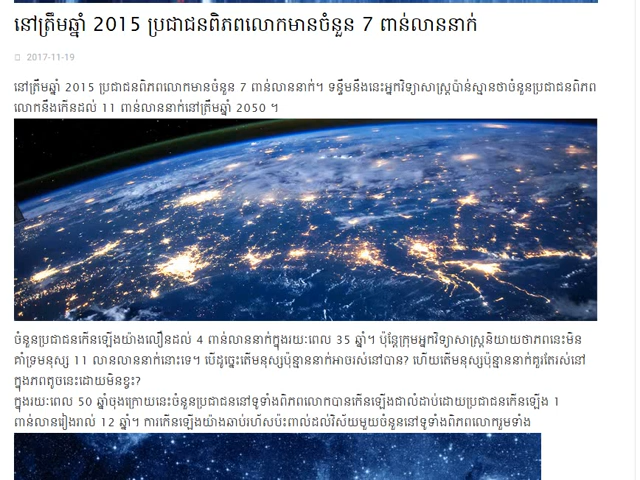 នៅត្រឹមឆ្នាំ 2015 ប្រជាជនពិភពលោកមានចំនួន 7 ពាន់លាននាក់
2017-11-19
នៅត្រឹមឆ្នាំ 2015 ប្រជាជនពិភពលោកមានចំនួន 7 ពាន់លាននាក់។ ទន្ទឹមនឹងនេះអ្នកវិទ្យាសាស្ត្រប៉ាន់ស្មានថាចំនួនប្រជាជនពិភព
លោកនឹងកើនដល់ 11 ពាន់លាននាក់នៅត្រឹមឆ្នាំ 2050 ។
ចំនួនប្រជាជនកើនឡើងយ៉ាងលឿនដល់ 4 ពាន់លាននាក់ក្នុងរយៈពេល 35 ឆ្នាំ។ ប៉ុន្តែក្រុមអ្នកវិទ្យាសាស្ត្រនិយាយថាភពនេះមិន
គាំទ្រមនុស្ស 11 លានលាននាក់នោះទេ។ បើដូច្នេះតើមនុស្សប៉ុន្មាននាក់អាចរស់នៅបាន? ហើយតើមនុស្សប៉ុន្មាននាក់គួរតែរស់នៅ
ក្នុងភពតូចនេះដោយមិនខ្វះ?
ក្នុងរយៈពេល 50 ឆ្នាំចុងក្រោយនេះចំនួនប្រជាជននៅទូទាំងពិភពលោកបានកើនឡើងជាលំដាប់ដោយប្រជាជនកើនឡើង 1
ពាន់លានរៀងរាល់ 12 ឆ្នាំ។ ការកើនឡើងយ៉ាងឆាប់រហ័សប៉ះពាល់ដល់វិស័យមួយចំនួននៅទូទាំងពិភពលោករួមទាំង